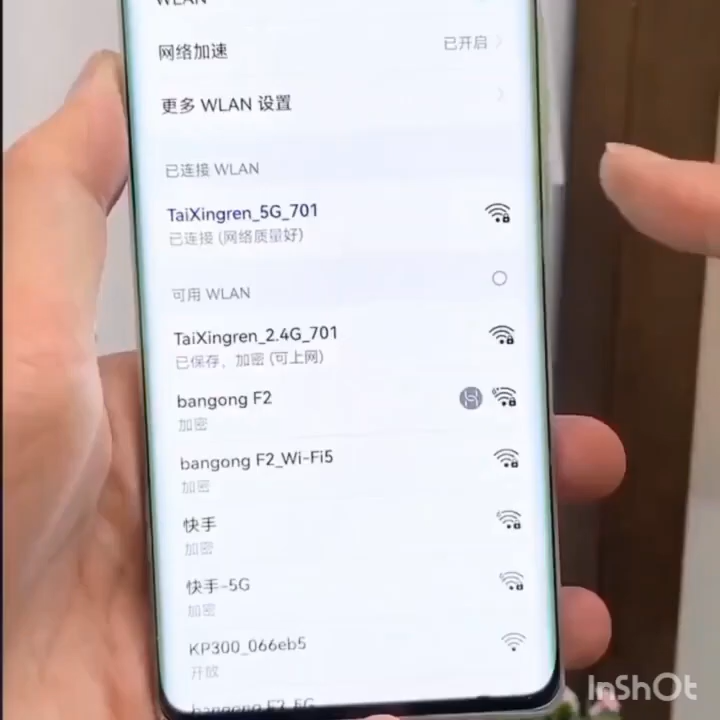 WLAN
网络加速 已开启
更多 WLAN 设置
已连接 WLAN
TaiXingren_5G_701
已连接 (网络质量好)
可用 WLAN
TaiXingren_2.4G_701
已保存，加密 (可上网)
bangong F2
加密
bangong F2_Wi-Fi5
加密
快手
加密
快手-5G
加密
KP300_066eb5
开放
bangong F2_5G
InShOt